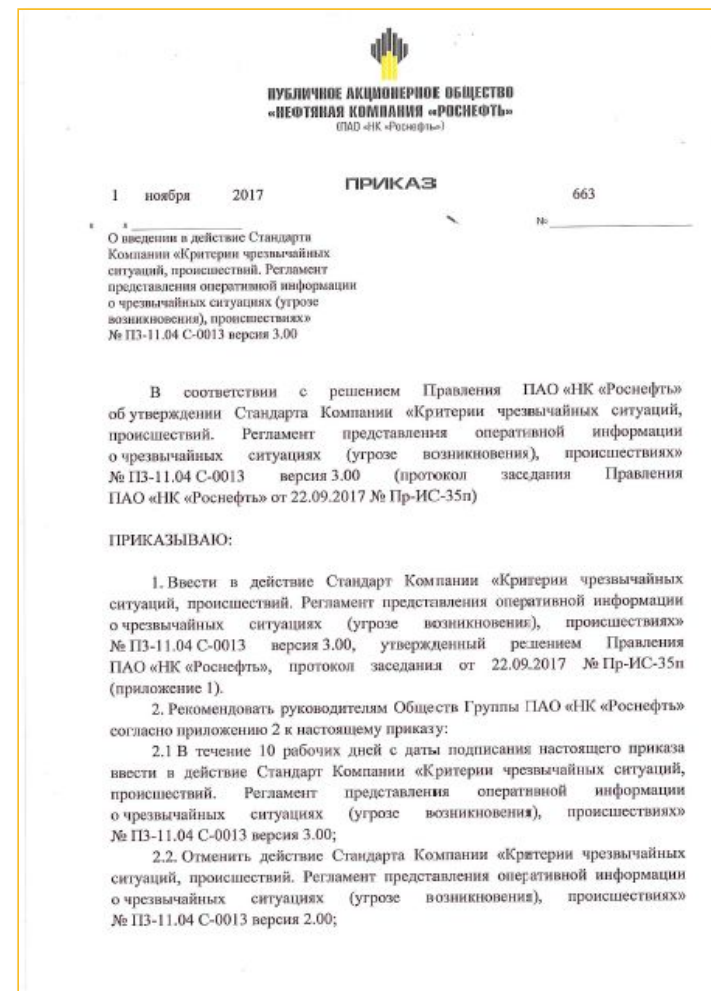 ПУБЛИЧНОЕ АКЦИОНЕРНОЕ ОБЩЕСТВО
«НЕФТЯНАЯ КОМПАНИЯ «РОСНЕФТЬ»
(ПАО «НК «Роснефть»)
ПРИКАЗ
1 ноября 2017 663
« » №
О введении в действие Стандарта
Компании «Критерии чрезвычайных
ситуаций, происшествий. Регламент
представления оперативной информации
о чрезвычайных ситуациях (угрозе
возникновения), происшествиях»
№ П3-11.04 С-0013 версия 3.00
В соответствии с решением Правления ПАО «НК «Роснефть»
об утверждении Стандарта Компании «Критерии чрезвычайных ситуаций,
происшествий. Регламент представления оперативной информации
о чрезвычайных ситуациях (угрозе возникновения), происшествиях»
№ П3-11.04 С-0013 версия 3.00 (протокол заседания Правления
ПАО «НК «Роснефть» от 22.09.2017 № Пр-ИС-35п)
ПРИКАЗЫВАЮ:
1. Ввести в действие Стандарт Компании «Критерии чрезвычайных
ситуаций, происшествий. Регламент представления оперативной информации
о чрезвычайных ситуациях (угрозе возникновения), происшествиях»
№ П3-11.04 С-0013 версия 3.00, утвержденный решением Правления
ПАО «НК «Роснефть», протокол заседания от 22.09.2017 № Пр-ИС-35п
(приложение 1).
2. Рекомендовать руководителям Обществ Группы ПАО «НК «Роснефть»
согласно приложению 2 к настоящему приказу:
2.1 В течение 10 рабочих дней с даты подписания настоящего приказа
ввести в действие Стандарт Компании «Критерии чрезвычайных ситуаций,
происшествий. Регламент представления оперативной информации
о чрезвычайных ситуациях (угрозе возникновения), происшествиях»
№ П3-11.04 С-0013 версия 3.00;
2.2. Отменить действие Стандарта Компании «Критерии чрезвычайных
ситуаций, происшествий. Регламент представления оперативной информации
о чрезвычайных ситуациях (угрозе возникновения), происшествиях»
№ П3-11.04 С-0013 версия 2.00;